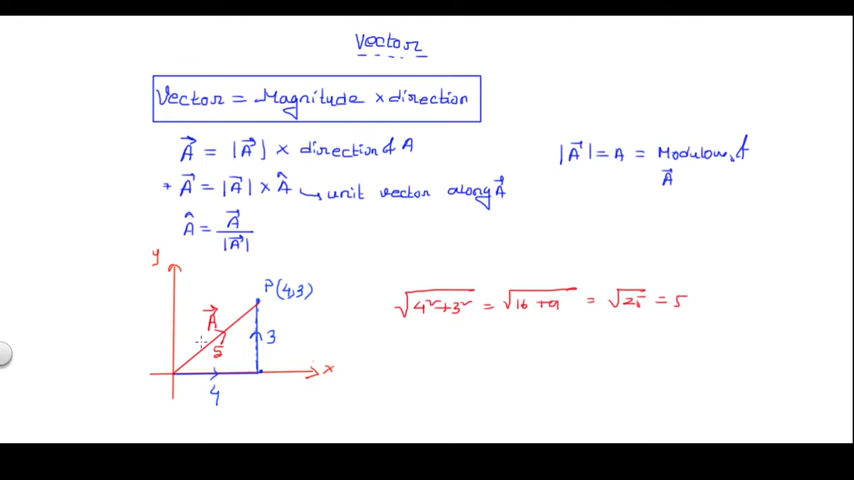 Vector
Vector = Magnitude × direction
A⃗ = |A⃗| × direction of A
|A⃗| = A = Modulous of A⃗
* A⃗ = |A⃗| × Â ↳ unit vector along A⃗
Â = A⃗ / |A⃗|
y
P(4,3)
A⃗
5
3
x
4
√4²+3² = √16+9 = √25 = 5